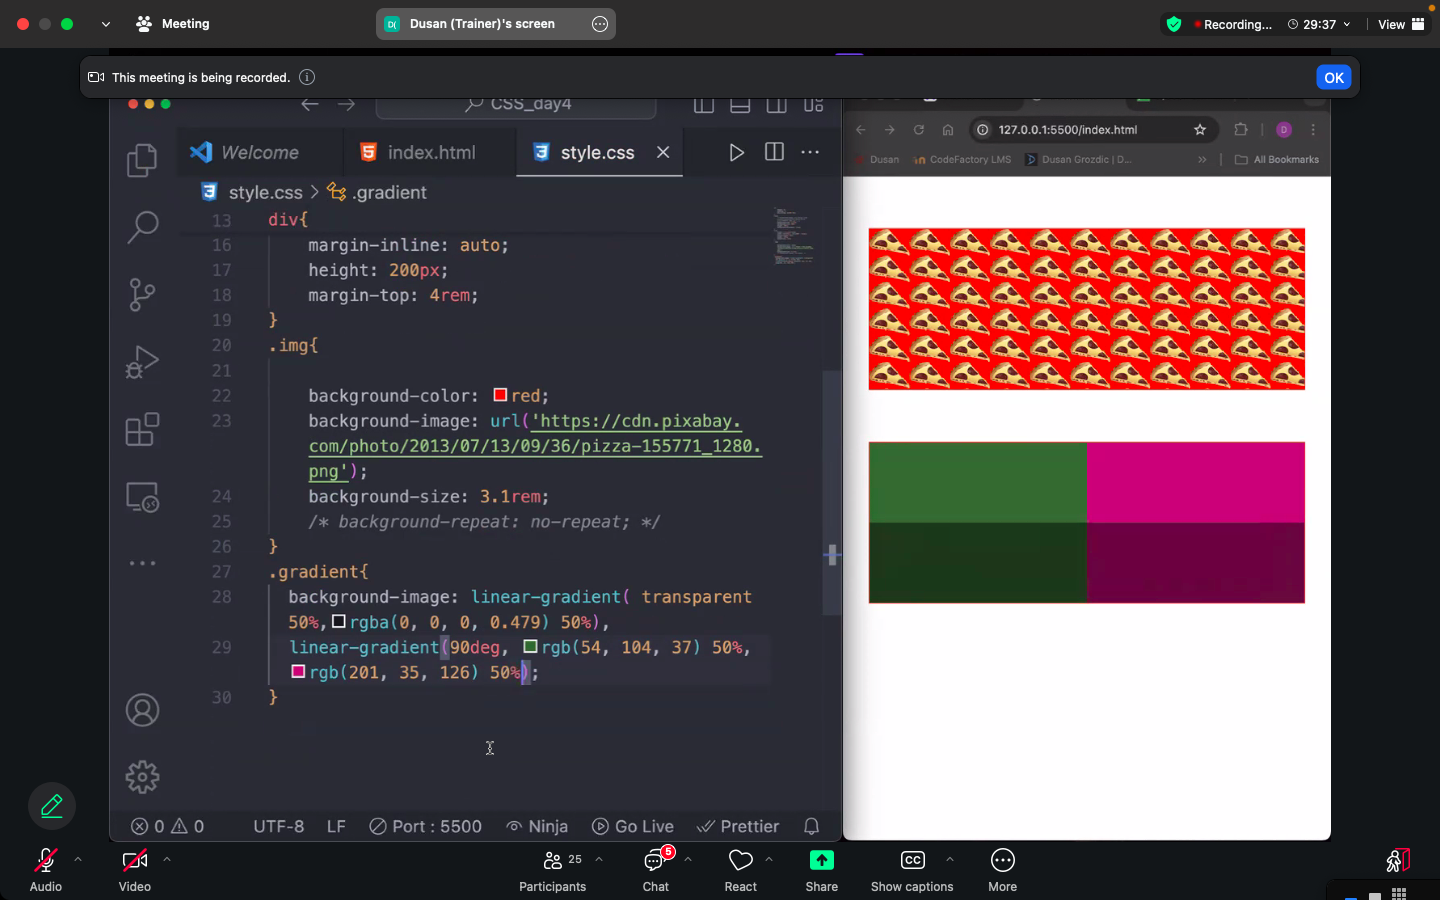 Meeting
D( Dusan (Trainer)'s screen
Recording...
29:37
View
This meeting is being recorded.
OK
CSS_day4
Welcome
index.html
style.css
style.css > .gradient
127.0.0.1:5500/index.html
D
Dusan
CodeFactory LMS
Dusan Grozdic | D...
All Bookmarks
13 div{
16 margin-inline: auto;
17 height: 200px;
18 margin-top: 4rem;
19 }
20 .img{
21
22 background-color: red;
23 background-image: url('https://cdn.pixabay.
com/photo/2013/07/13/09/36/pizza-155771_1280.
png');
24 background-size: 3.1rem;
25 /* background-repeat: no-repeat; */
26 }
27 .gradient{
28 background-image: linear-gradient( transparent
50%, rgba(0, 0, 0, 0.479) 50%),
29 linear-gradient(90deg, rgb(54, 104, 37) 50%,
rgb(201, 35, 126) 50%);
30 }
0 0
UTF-8
LF
Port : 5500
Ninja
Go Live
Prettier
Audio
Video
25
Participants
5
Chat
React
Share
CC
Show captions
More